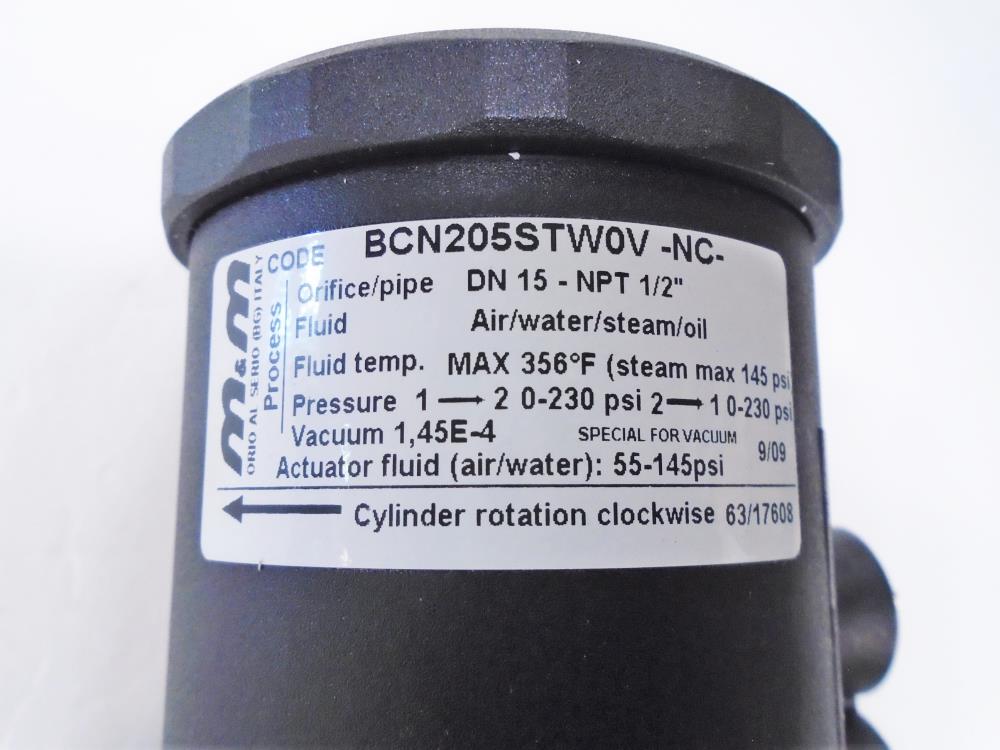 m&m
ORIO AL SERIO (BG) ITALY
CODE BCN205STW0V -NC-
Process
Orifice/pipe DN 15 - NPT 1/2"
Fluid Air/water/steam/oil
Fluid temp. MAX 356°F (steam max 145 psi
Pressure 1 → 2 0-230 psi 2 → 1 0-230 psi
Vacuum 1,45E-4 SPECIAL FOR VACUUM 9/09
Actuator fluid (air/water): 55-145psi
← Cylinder rotation clockwise 63/17608